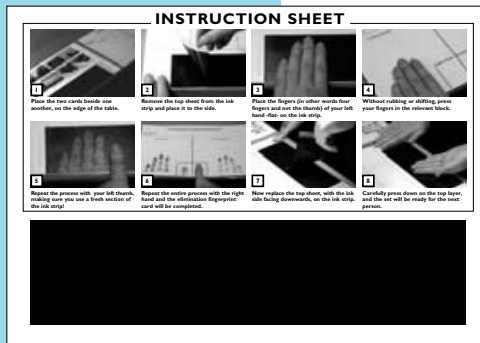 INSTRUCTION SHEET
1
Place the two cards beside one
another, on the edge of the table.
2
Remove the top sheet from the ink
strip and place it to the side.
3
Place the fingers (in other words four
fingers and not the thumb) of your left
hand -flat- on the ink strip.
4
Without rubbing or shifting, press
your fingers in the relevant block.
5
Repeat the process with your left thumb,
making sure you use a fresh section of
the ink strip!
6
Repeat the entire process with the right
hand and the elimination fingerprint
card will be completed.
7
Now replace the top sheet, with the ink
side facing downwards, on the ink strip.
8
Carefully press down on the top layer,
and the set will be ready for the next
person.